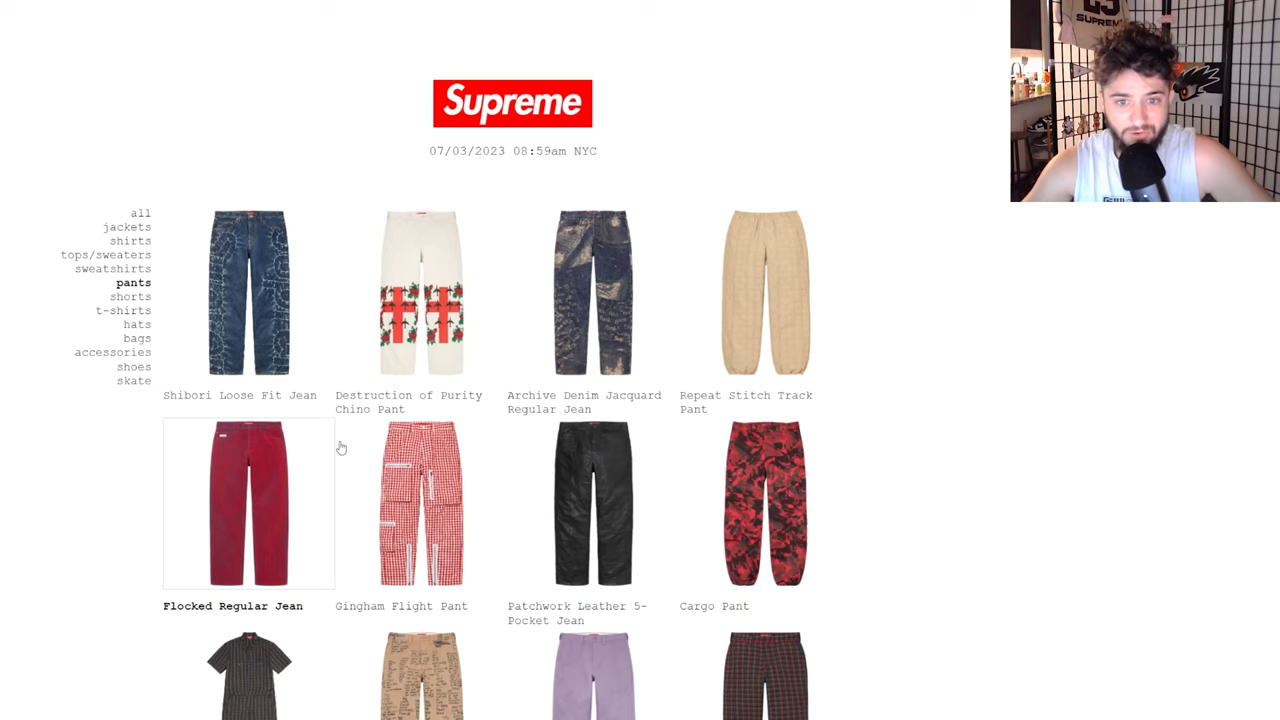 Supreme
07/03/2023 08:59am NYC
all
jackets
shirts
tops/sweaters
sweatshirts
pants
shorts
t-shirts
hats
bags
accessories
shoes
skate
Shibori Loose Fit Jean
Destruction of Purity
Chino Pant
Archive Denim Jacquard
Regular Jean
Repeat Stitch Track
Pant
Flocked Regular Jean
Gingham Flight Pant
Patchwork Leather 5-
Pocket Jean
Cargo Pant
SUPREME